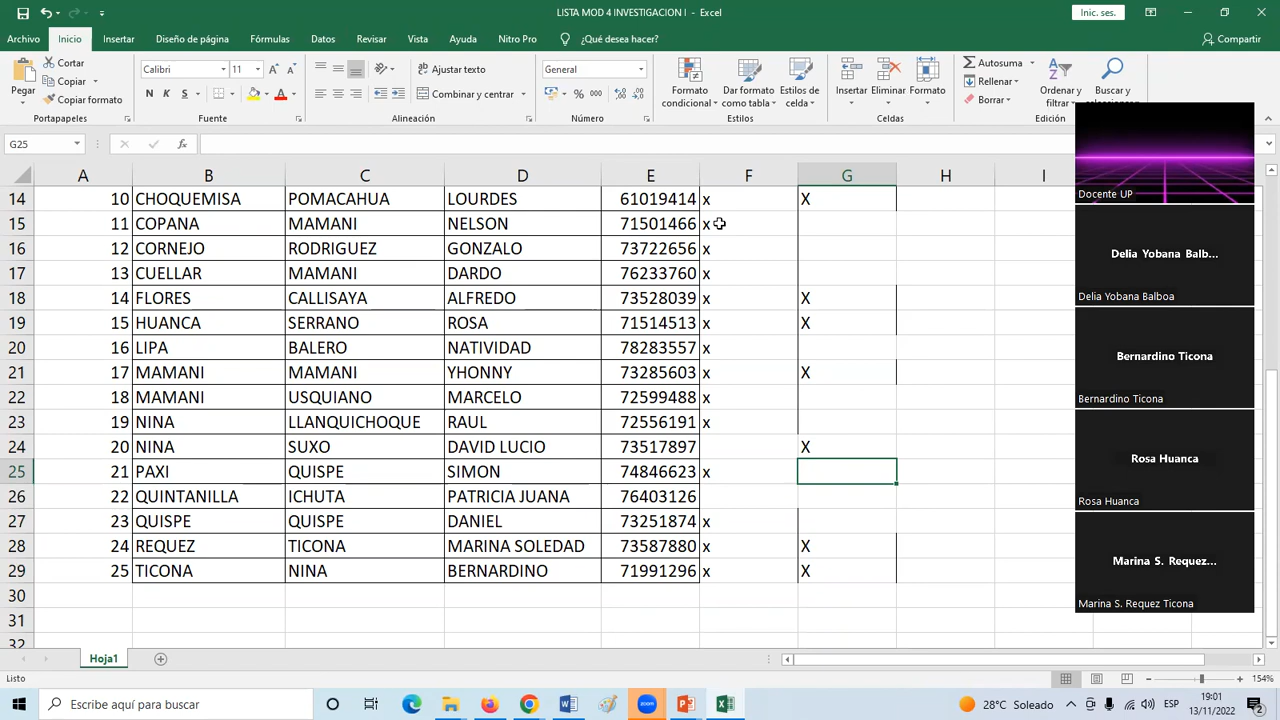 LISTA MOD 4 INVESTIGACION I - Excel
Inic. ses.
Archivo Inicio Insertar Diseño de página Fórmulas Datos Revisar Vista Ayuda Nitro Pro ¿Qué desea hacer? Compartir
Pegar
Cortar
Copiar
Copiar formato
Portapapeles
Calibri 11
N K S
Fuente
Ajustar texto
Combinar y centrar
Alineación
General
% 000
Número
Formato condicional
Dar formato como tabla
Estilos de celda
Estilos
Insertar
Eliminar
Formato
Celdas
Autosuma
Rellenar
Borrar
Ordenar y filtrar
Buscar y
Edición
G25
A B C D E F G H I
14 10 CHOQUEMISA POMACAHUA LOURDES 61019414 x X
15 11 COPANA MAMANI NELSON 71501466 x
16 12 CORNEJO RODRIGUEZ GONZALO 73722656 x
17 13 CUELLAR MAMANI DARDO 76233760 x
18 14 FLORES CALLISAYA ALFREDO 73528039 x X
19 15 HUANCA SERRANO ROSA 71514513 x X
20 16 LIPA BALERO NATIVIDAD 78283557 x
21 17 MAMANI MAMANI YHONNY 73285603 x X
22 18 MAMANI USQUIANO MARCELO 72599488 x
23 19 NINA LLANQUICHOQUE RAUL 72556191 x
24 20 NINA SUXO DAVID LUCIO 73517897 X
25 21 PAXI QUISPE SIMON 74846623 x
26 22 QUINTANILLA ICHUTA PATRICIA JUANA 76403126
27 23 QUISPE QUISPE DANIEL 73251874 x
28 24 REQUEZ TICONA MARINA SOLEDAD 73587880 x X
29 25 TICONA NINA BERNARDINO 71991296 x X
30
31
32
Docente UP
Delia Yobana Balb...
Delia Yobana Balboa
Bernardino Ticona
Bernardino Ticona
Rosa Huanca
Rosa Huanca
Marina S. Requez...
Marina S. Requez Ticona
Hoja1
Listo
154%
Escribe aquí para buscar
zoom
28°C Soleado
ESP
19:01
13/11/2022
2